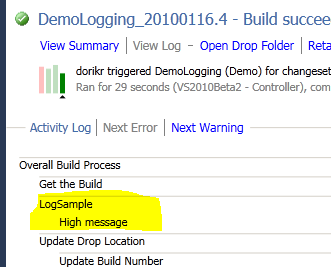 DemoLogging_20100116.4 - Build succee
View Summary | View Log - Open Drop Folder | Reta
dorikr triggered DemoLogging (Demo) for changeset
Ran for 29 seconds (VS2010Beta2 - Controller), com
Activity Log | Next Error | Next Warning
Overall Build Process
Get the Build
LogSample
High message
Update Drop Location
Update Build Number